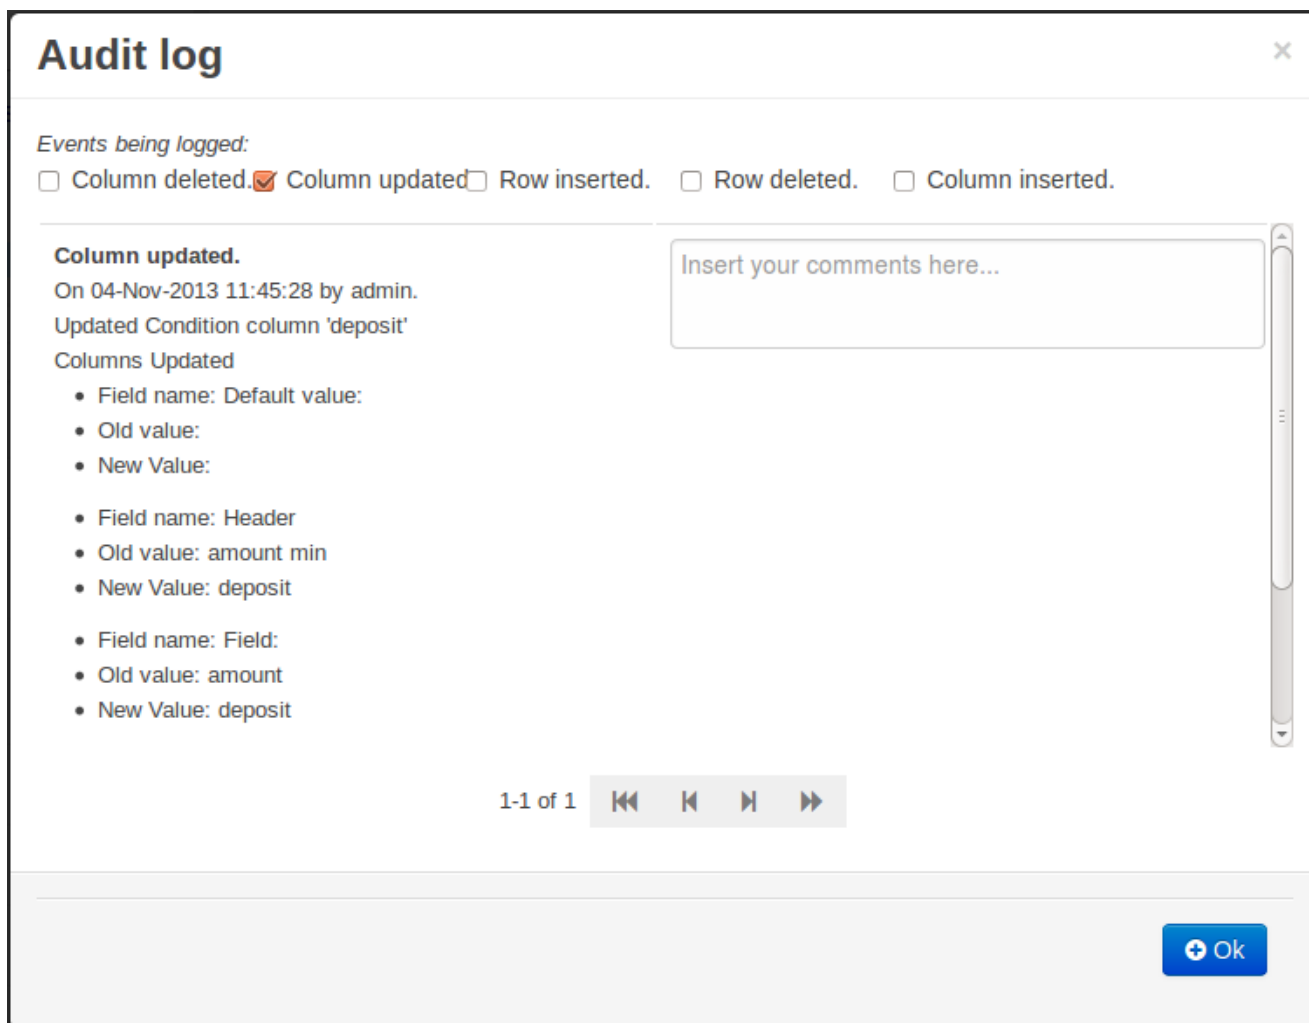 Audit log
×
Events being logged:
Column deleted. Column updated Row inserted. Row deleted. Column inserted.
Column updated.
Insert your comments here...
On 04-Nov-2013 11:45:28 by admin.
Updated Condition column 'deposit'
Columns Updated
• Field name: Default value:
• Old value:
• New Value:
• Field name: Header
• Old value: amount min
• New Value: deposit
• Field name: Field:
• Old value: amount
• New Value: deposit
1-1 of 1
Ok